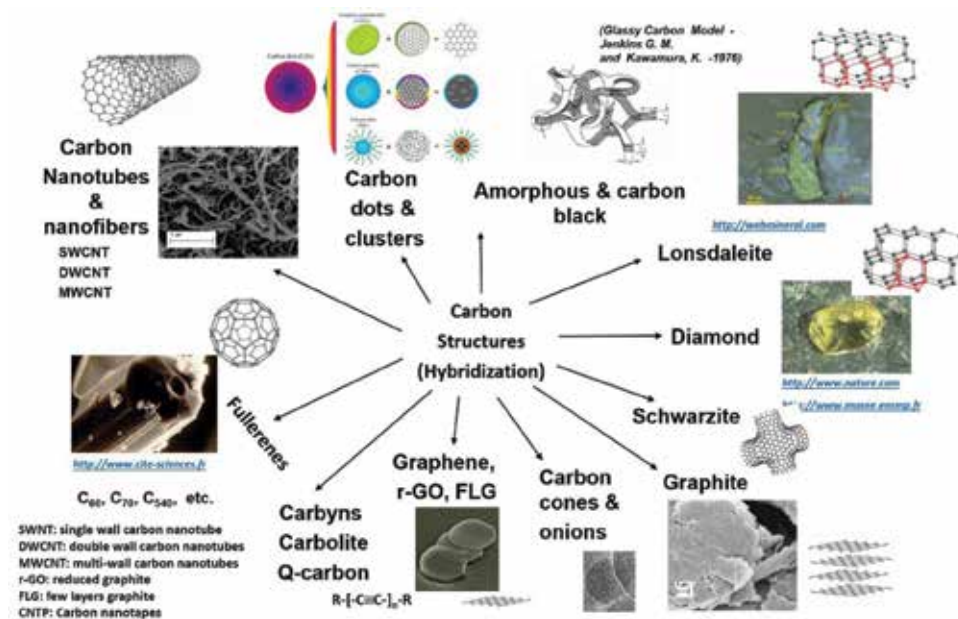 (Glassy Carbon Model -
Jenkins G. M.
and Kawamura, K. -1976)
Carbon
Nanotubes
&
nanofibers
SWCNT
DWCNT
MWCNT
Carbon
dots &
clusters
Amorphous & carbon
black
http://webmineral.com
Lonsdaleite
Carbon
Structures
(Hybridization)
Diamond
http://www.nature.com
://www.musee.ensmp.fr
Schwarzite
Fullerenes
http://www.cite-sciences.fr
C₆₀, C₇₀, C₅₄₀, etc.
Graphene,
r-GO, FLG
Carbon
cones &
onions
Graphite
Carbyns
Carbolite
Q-carbon
R-[-C≡C-]ₙ-R
SWNT: single wall carbon nanotube
DWCNT: double wall carbon nanotubes
MWCNT: multi-wall carbon nanotubes
r-GO: reduced graphite
FLG: few layers graphite
CNTP: Carbon nanotapes